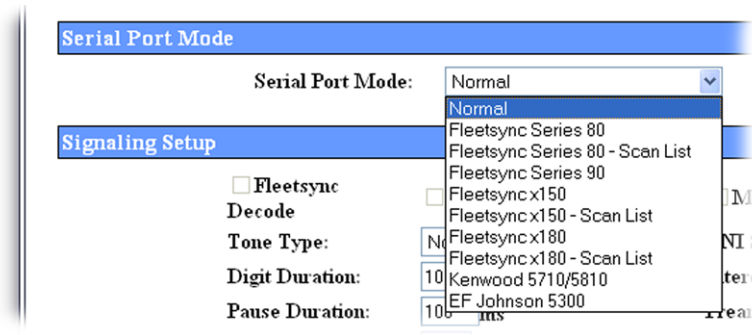 Serial Port Mode
Serial Port Mode: Normal
Normal
Fleetsync Series 80
Fleetsync Series 80 - Scan List
Fleetsync Series 90
Fleetsync x150
Fleetsync x150 - Scan List
Fleetsync x180
Fleetsync x180 - Scan List
Kenwood 5710/5810
EF Johnson 5300
Signaling Setup
Fleetsync
Decode
Tone Type:
Digit Duration: 10
Pause Duration: 100 ms